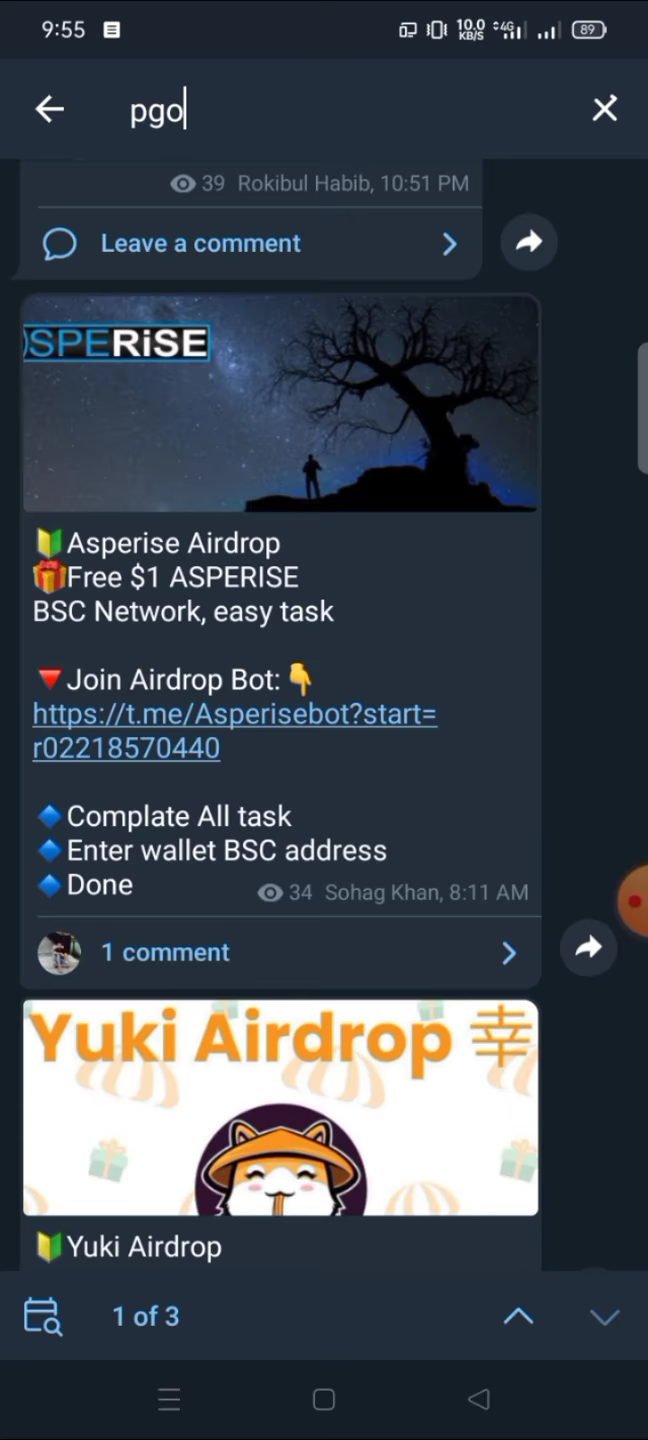 9:55
10.0
KB/S
4G
89
pgo
39 Rokibul Habib, 10:51 PM
Leave a comment
SPERiSE
🔰Asperise Airdrop
🎁Free $1 ASPERISE
BSC Network, easy task
🔻Join Airdrop Bot:👇
https://t.me/Asperisebot?start=
r02218570440
🔹Complate All task
🔹Enter wallet BSC address
🔹Done
34 Sohag Khan, 8:11 AM
1 comment
Yuki Airdrop 幸
🔰Yuki Airdrop
1 of 3